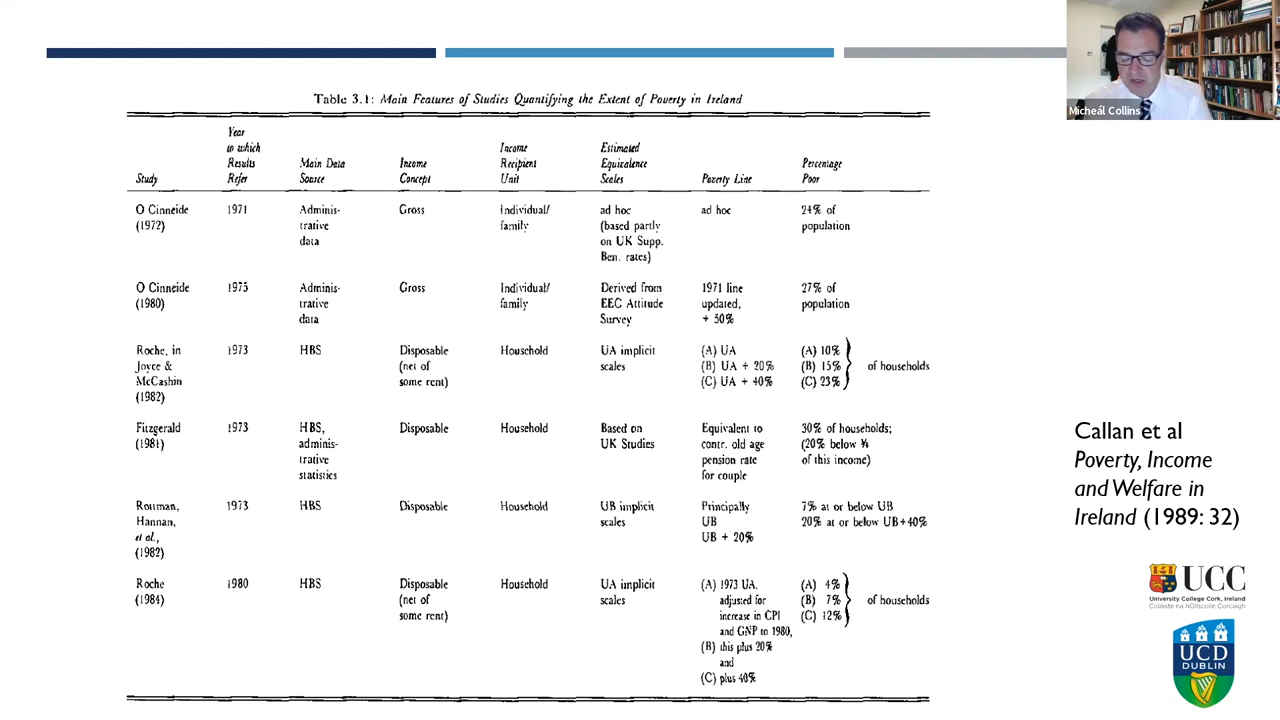 Micheál Collins
Table 3.1: Main Features of Studies Quantifying the Extent of Poverty in Ireland
Study
Year to which Results Refer
Main Data Source
Income Concept
Income Recipient Unit
Estimated Equivalence Scales
Poverty Line
Percentage Poor
O Cinneide (1972)
1971
Adminis-
trative
data
Gross
Individual/
family
ad hoc
(based partly
on UK Supp.
Ben. rates)
ad hoc
24% of
population
O Cinneide
(1980)
1975
Adminis-
trative
data
Gross
Individual/
family
Derived from
EEC Attitude
Survey
1971 line
updated,
+ 50%
27% of
population
Roche, in
Joyce &
McCashin
(1982)
1973
HBS
Disposable
(net of
some rent)
Household
UA implicit
scales
(A) UA
(B) UA + 20%
(C) UA + 40%
(A) 10%
(B) 15%
(C) 23%
of households
Fitzgerald
(1981)
1973
HBS,
adminis-
trative
statistics
Disposable
Household
Based on
UK Studies
Equivalent to
contr. old age
pension rate
for couple
30% of households;
(20% below ¾
of this income)
Rottman,
Hannan,
et al.,
(1982)
1973
HBS
Disposable
Household
UB implicit
scales
Principally
UB
UB + 20%
7% at or below UB
20% at or below UB+40%
Roche
(1984)
1980
HBS
Disposable
(net of
some rent)
Household
UA implicit
scales
(A) 1973 UA,
adjusted for
increase in CPI
and GNP to 1980,
(B) this plus 20%
and
(C) plus 40%
(A) 4%
(B) 7%
(C) 12%
of households
Callan et al
Poverty, Income
and Welfare in
Ireland (1989: 32)
UCC
University College Cork, Ireland
Coláiste na hOllscoile Corcaigh
UCD
DUBLIN